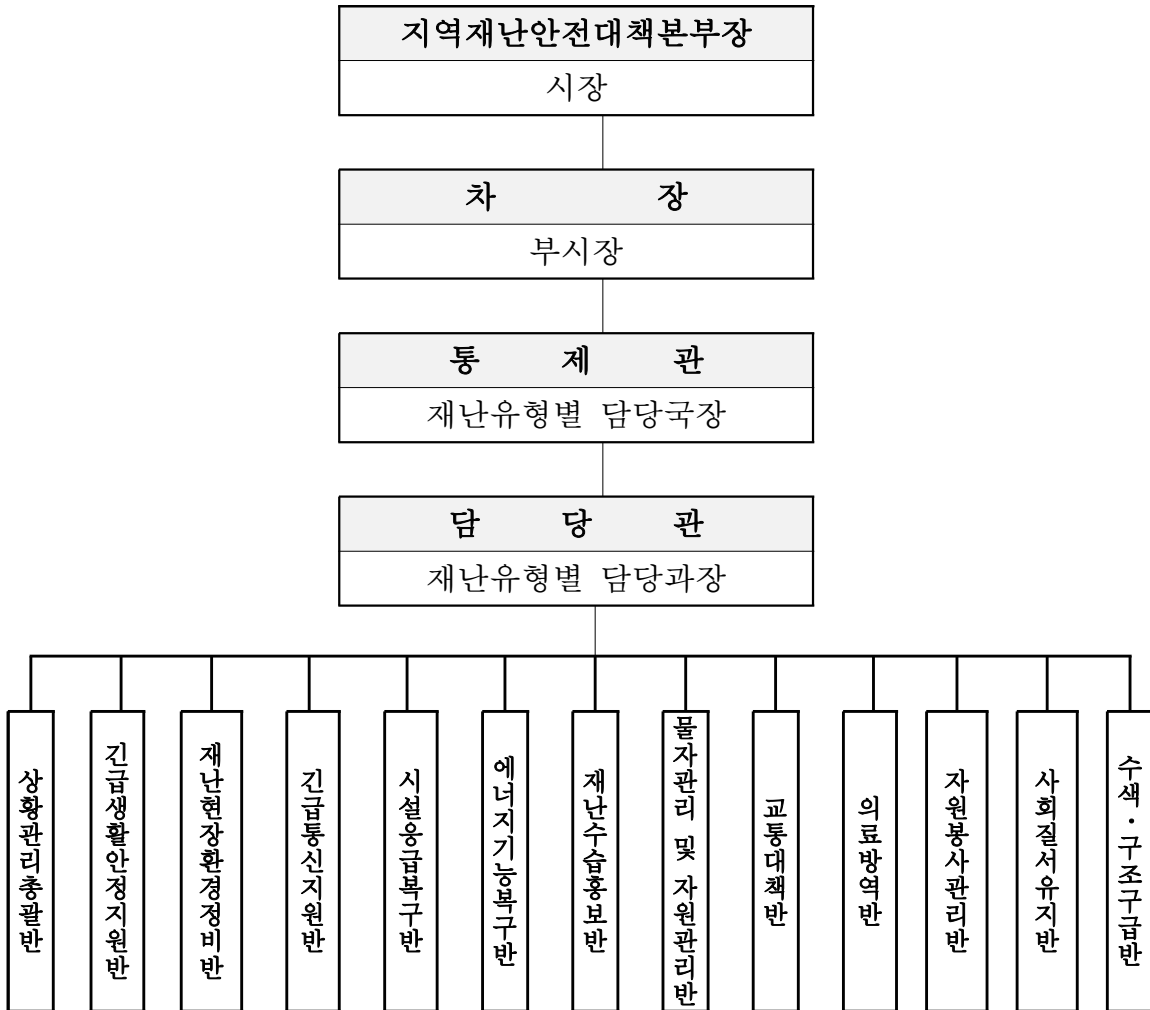 지역재난안전대책본부장
시장
차 장
부시장
통 제 관
재난유형별 담당국장
담 당 관
재난유형별 담당과장
상황관리총괄반
긴급생활안정지원반
재난현장환경정비반
긴급통신지원반
시설응급복구반
에너지기능복구반
재난수습홍보반
물자관리 및 자원관리반
교통대책반
의료방역반
자원봉사관리반
사회질서유지반
수색·구조구급반